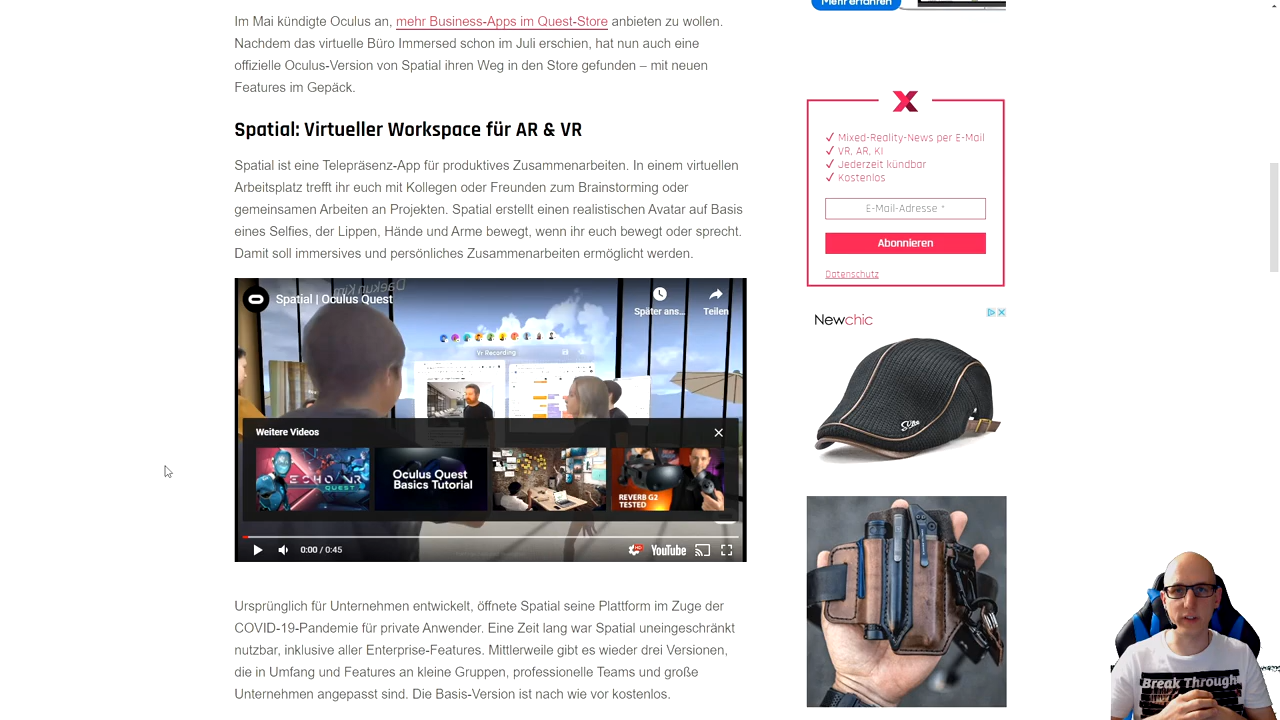 Mehr erfahren
te Oculus an, mehr Bü Apps im Quest-Store anbieten zu wollen.
as virtuelle Büro Immersed schon im Juli erschien, hat nun auch eine
offizielle Oculus-Version von Spatial ihren Weg in den Store gefunden – mit neuen
Features im Gepäck.
Spatial: Virtueller Workspace für AR & VR
Spatial ist eine Telepräsenz-App für produktives Zusammenarbeiten. In einem virtuellen
Arbeitsplatz trefft ihr euch mit Kollegen oder Freunden zum Brainstorming oder
gemeinsamen Arbeiten an Projekten. Spatial erstellt einen realistischen Avatar auf Basis
eines Selfies, der Lippen, Hände und Arme bewegt, wenn ihr euch bewegt oder sprecht.
Damit soll immersives und persönliches Zusammenarbeiten ermöglicht werden.
Spatial | Oculus Quest
Später ans...
Teilen
VR Recording
Weitere Videos
QUEST
Oculus Quest
Basics Tutorial
REVERB G2
TESTED
0:00 / 0:45
HD
YouTube
Ursprünglich für Unternehmen entwickelt, öffnete Spatial seine Plattform im Zuge der
COVID-19-Pandemie für private Anwender. Eine Zeit lang war Spatial uneingeschränkt
nutzbar inklusive aller Enterprise-Features. Mittlerweile gibt es wieder drei Versionen,
die in Umfang und Features für Kleingruppen, professionelle Teams und große
Unternehmen angepasst sind. Die Basis-Version ist nach wie vor kostenlos.
X
✓ Mixed-Reality-News per E-Mail
✓ VR, AR, KI
✓ Jederzeit kündbar
✓ Kostenlos
E-Mail-Adresse *
Abonnieren
Datenschutz
Newchic
Break Through